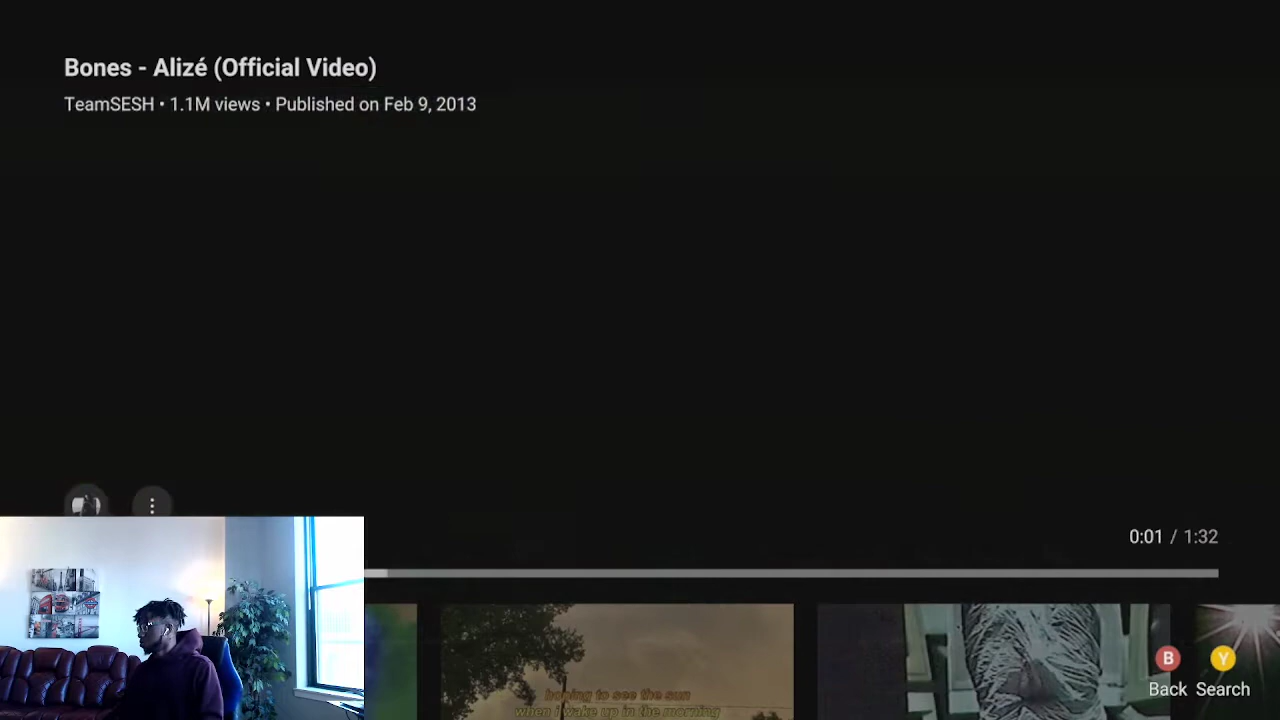 Bones - Alizé (Official Video)
TeamSESH • 1.1M views • Published on Feb 9, 2013
0:01 / 1:32
hoping to see the sun
when i wake up in the morning
B Y
Back Search